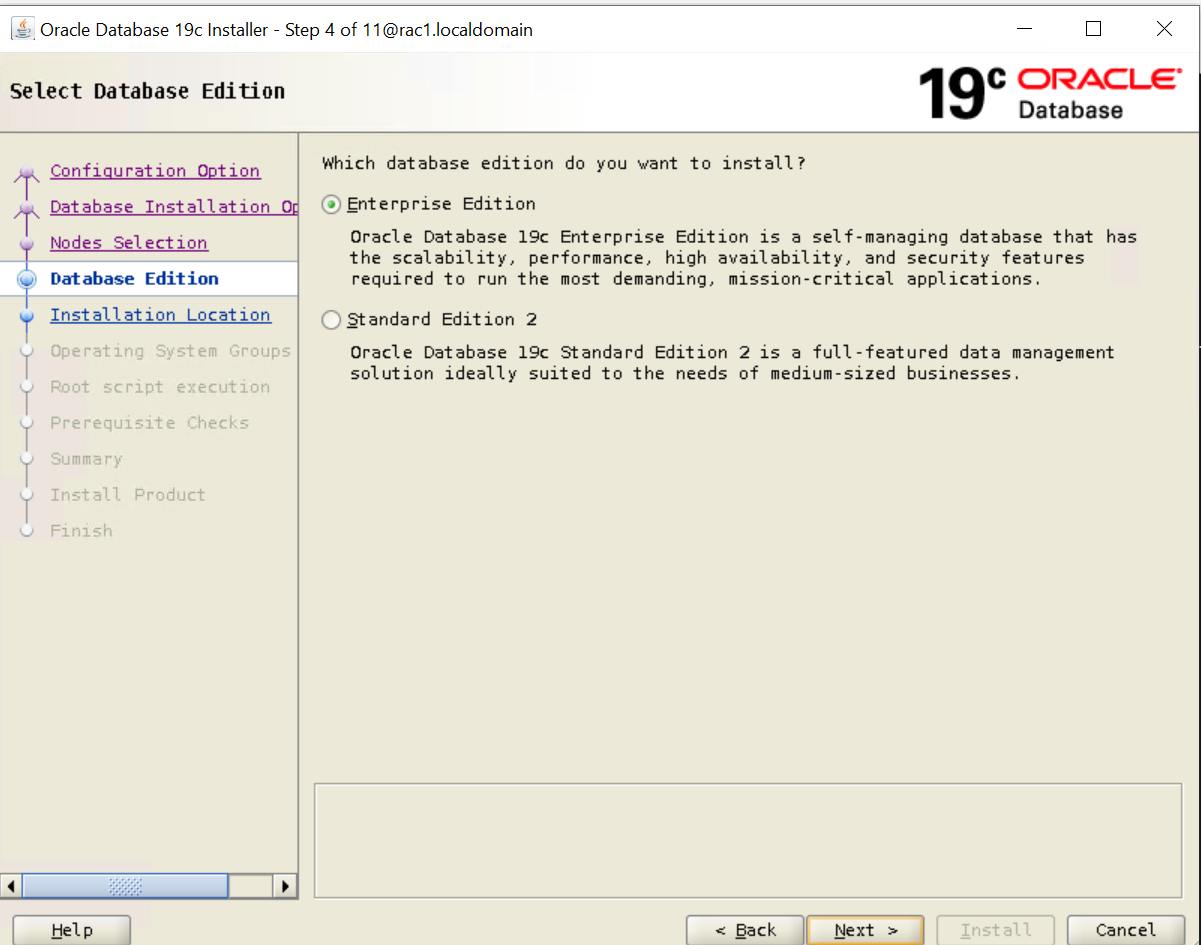 Oracle Database 19c Installer - Step 4 of 11@rac1.localdomain
Select Database Edition
19c ORACLE
Database
Configuration Option
Database Installation Op
Nodes Selection
Database Edition
Installation Location
Operating System Groups
Root script execution
Prerequisite Checks
Summary
Install Product
Finish
Which database edition do you want to install?
Enterprise Edition
Oracle Database 19c Enterprise Edition is a self-managing database that has
the scalability, performance, high availability, and security features
required to run the most demanding, mission-critical applications.
Standard Edition 2
Oracle Database 19c Standard Edition 2 is a full-featured data management
solution ideally suited to the needs of medium-sized businesses.
Help
< Back
Next >
Install
Cancel